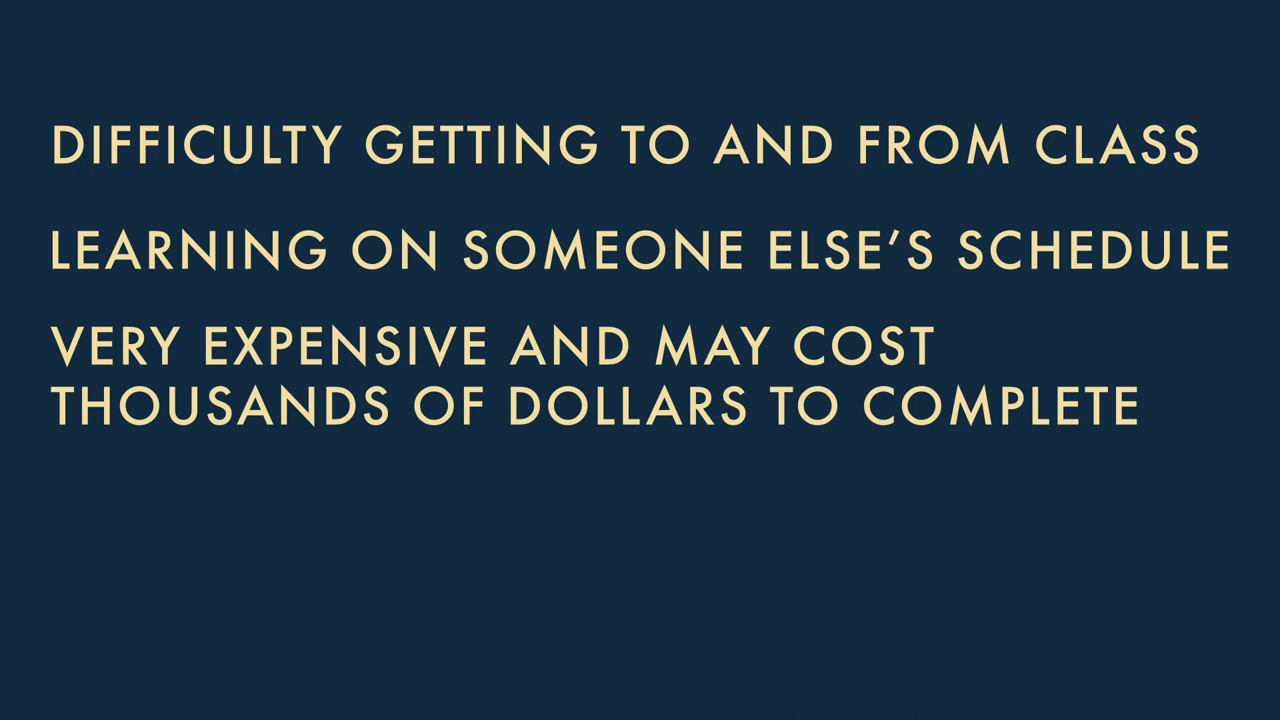 DIFFICULTY GETTING TO AND FROM CLASS
LEARNING ON SOMEONE ELSE’S SCHEDULE
VERY EXPENSIVE AND MAY COST
THOUSANDS OF DOLLARS TO COMPLETE